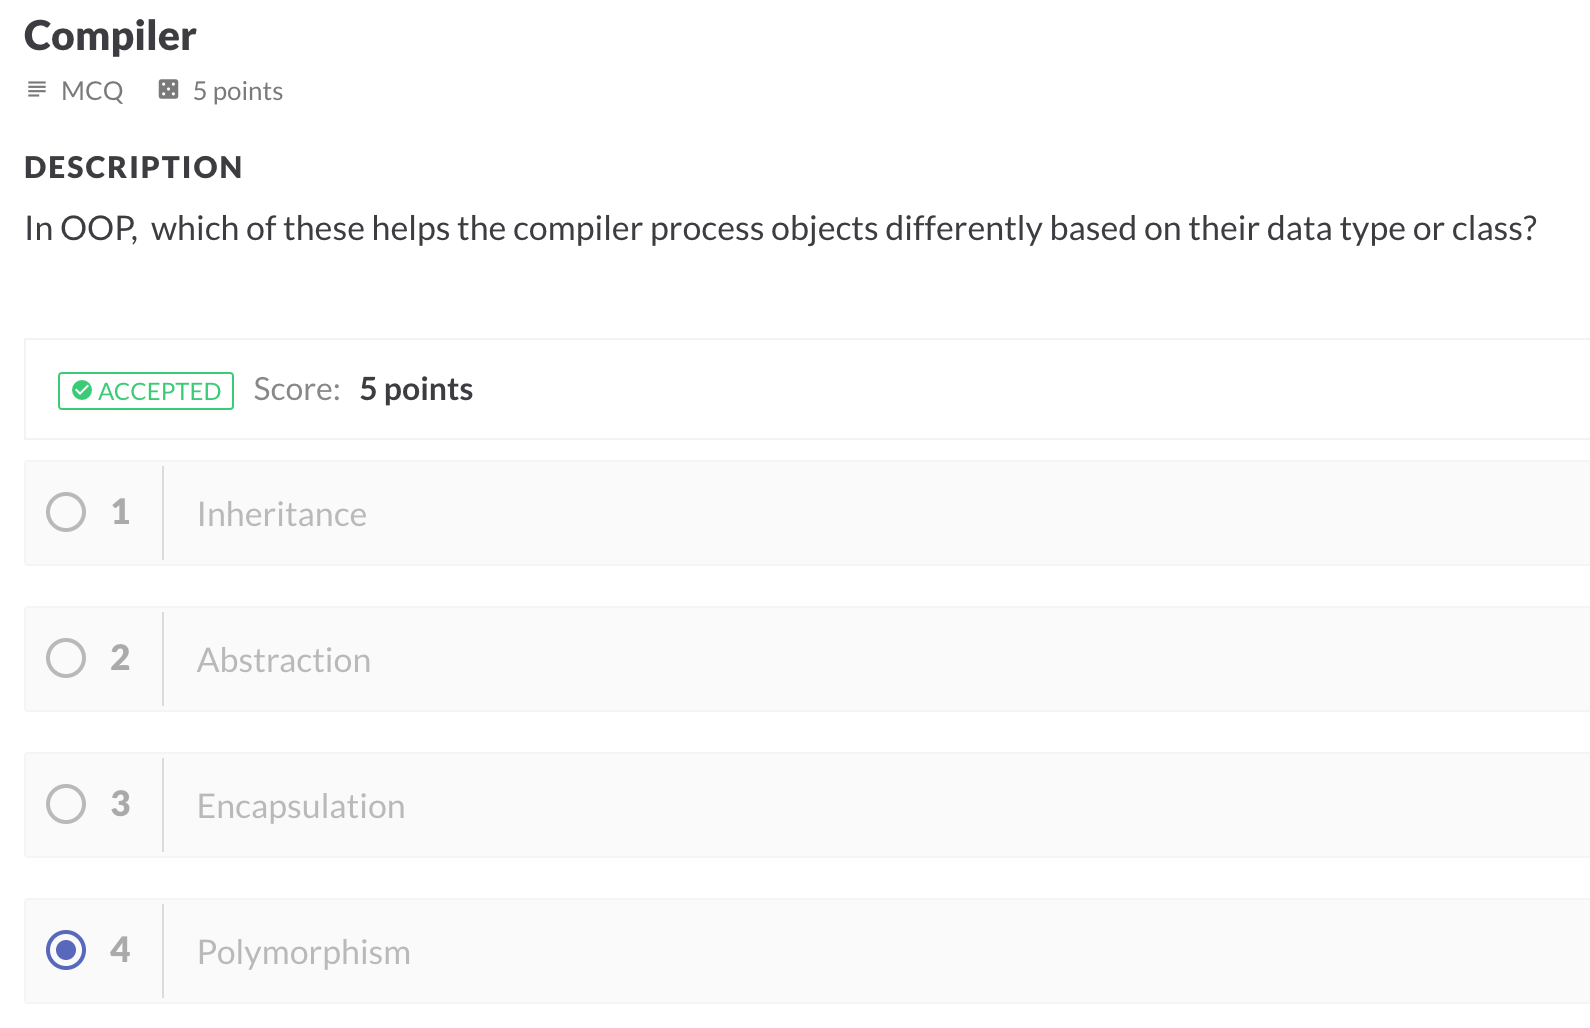 Compiler
MCQ 5 points
DESCRIPTION
In OOP,  which of these helps the compiler process objects differently based on their data type or class?
ACCEPTED Score: 5 points
1 Inheritance
2 Abstraction
3 Encapsulation
4 Polymorphism